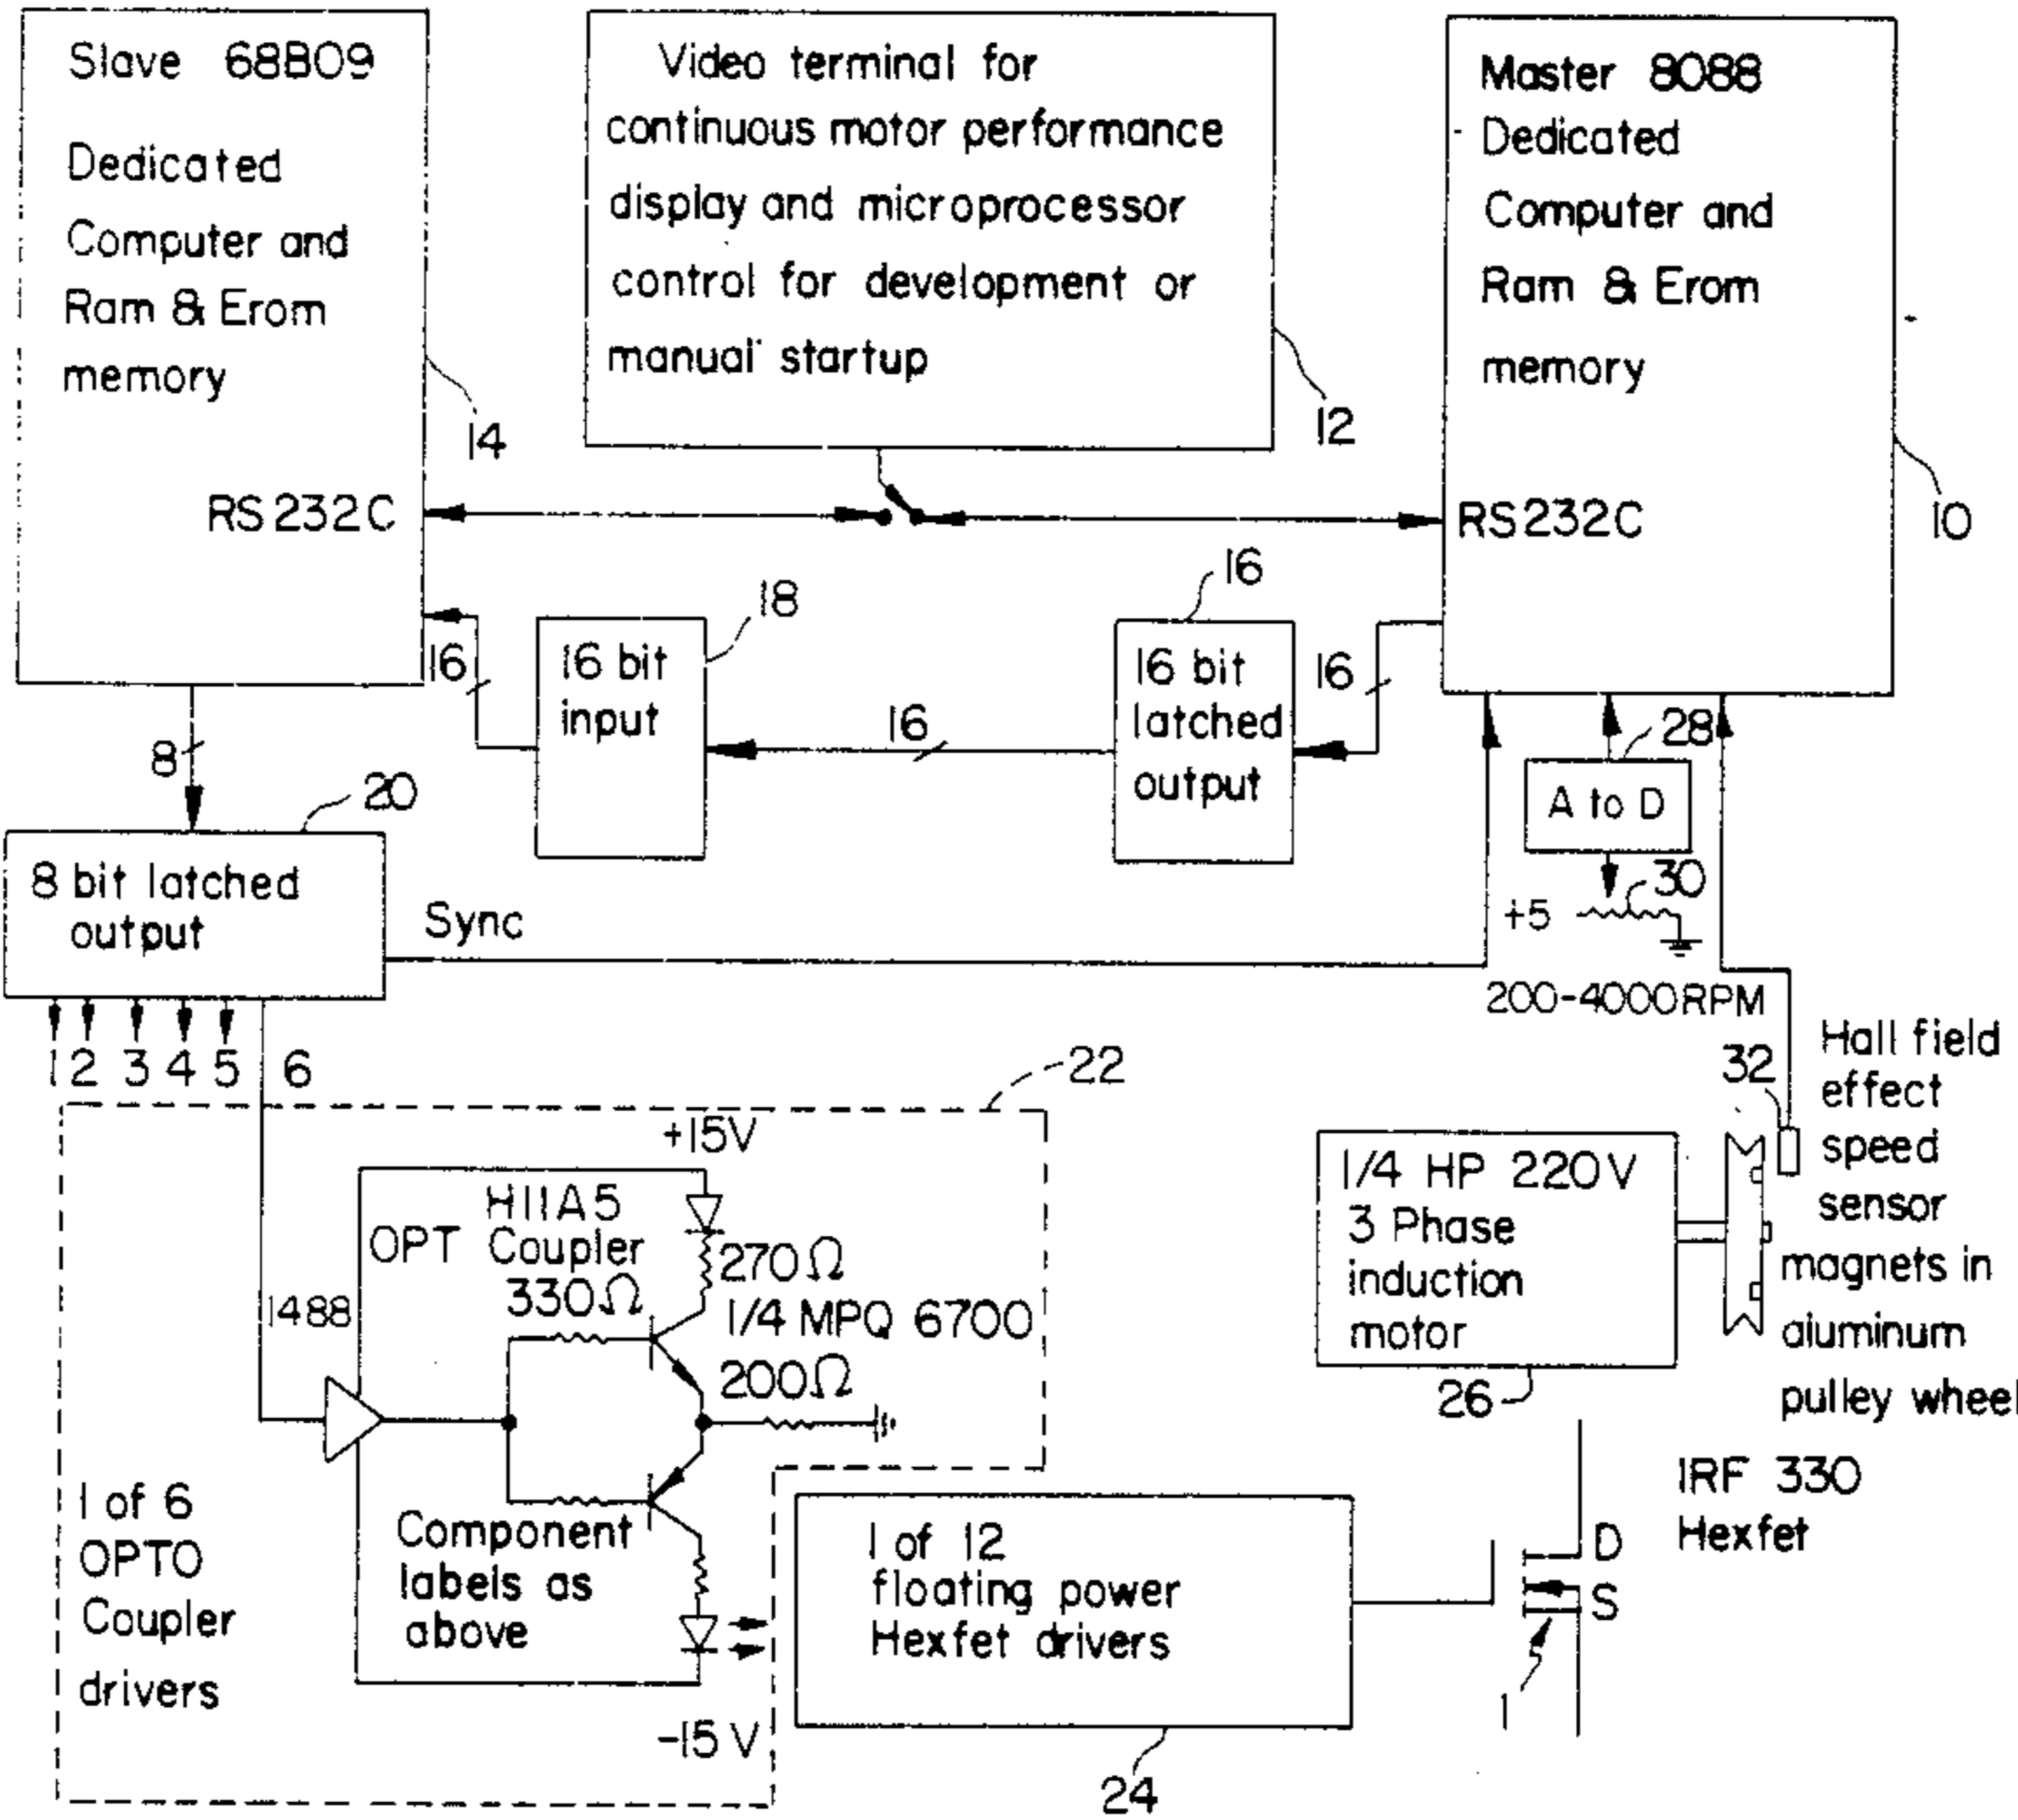 Slave 68B09
Dedicated
Computer and
Ram & Erom
memory
14
RS232C
Video terminal for
continuous motor performance
display and microprocessor
control for development or
manual startup
12
Master 8088
Dedicated
Computer and
Ram & Erom
memory
10
RS232C
16
18
16 bit
input
16
16
16 bit
latched
output
16
8
20
8 bit latched
output
Sync
28
A to D
30
+5
200-4000RPM
1 2 3 4 5 6
22
+15V
H11A5
OPT Coupler
330Ω
270Ω
1/4 MPQ 6700
200Ω
1488
Component
labels as
above
1 of 6
OPTO
Coupler
drivers
-15V
1 of 12
floating power
Hexfet drivers
24
1/4 HP 220V
3 Phase
induction
motor
26
32
Hall field
effect
speed
sensor
magnets in
aluminum
pulley wheel
IRF 330
Hexfet
D
S
1